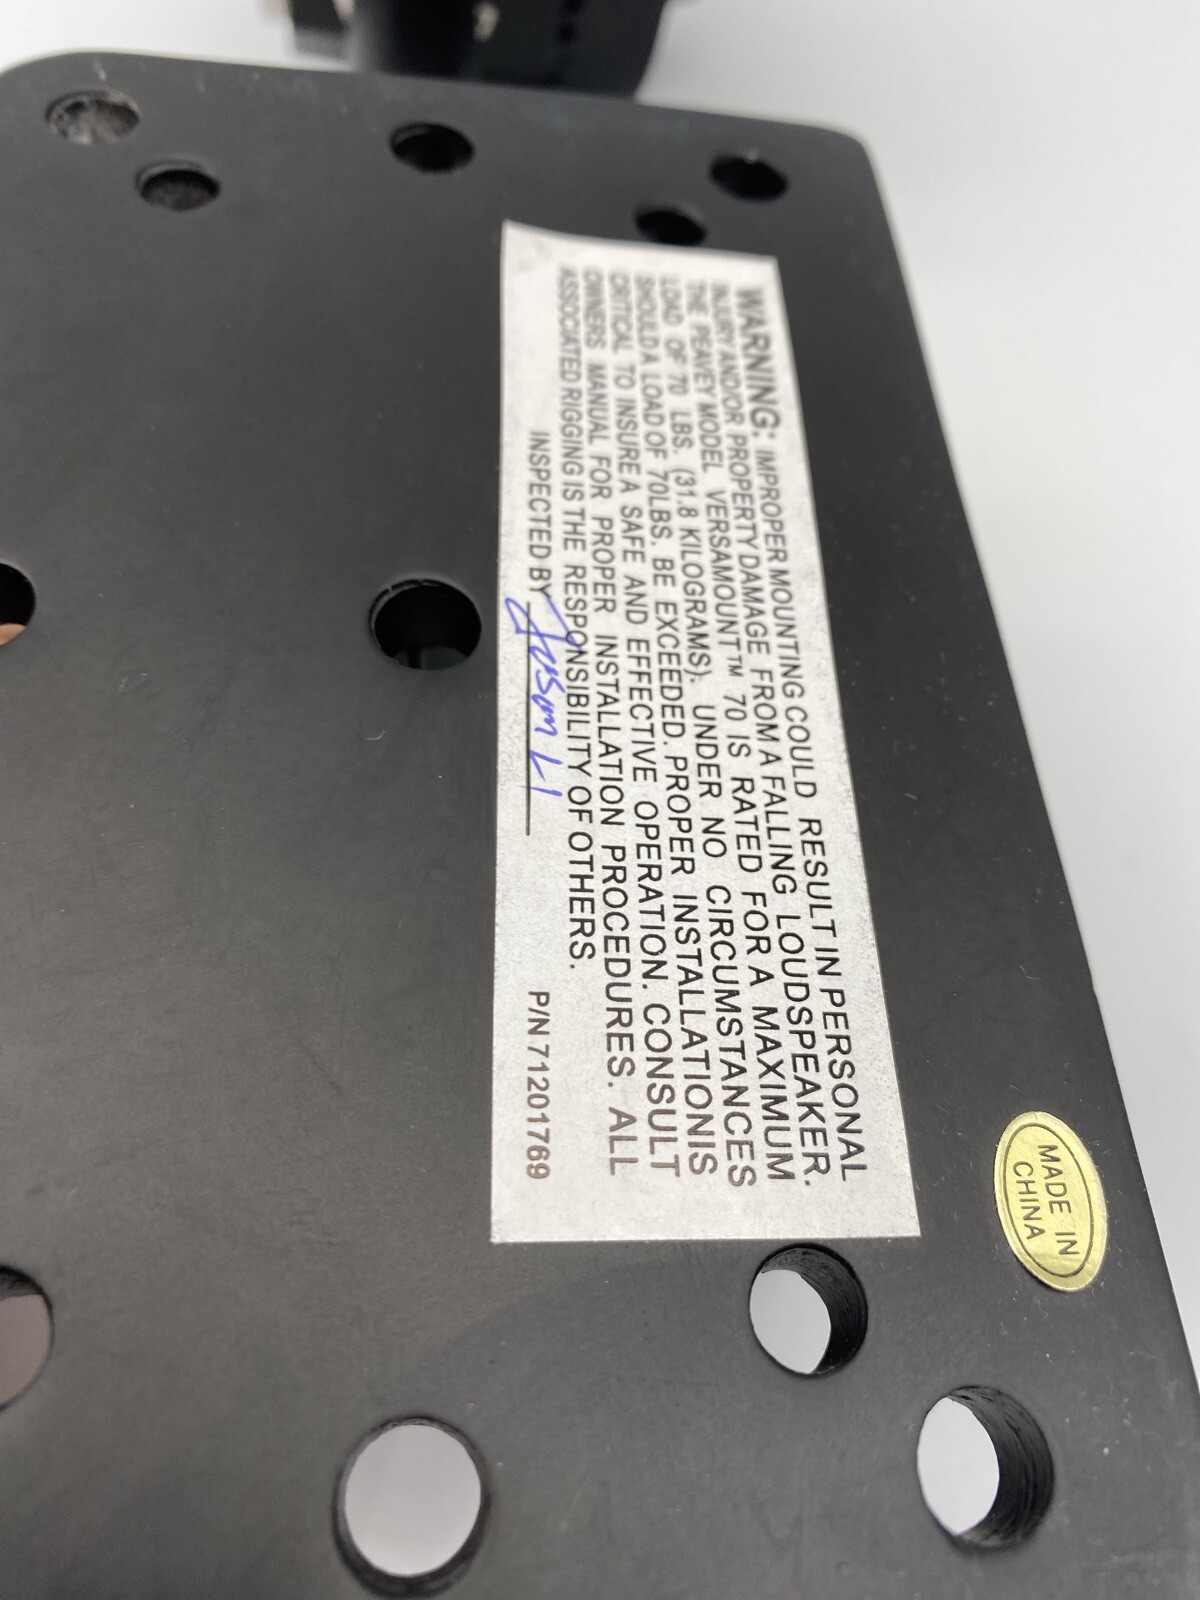 WARNING: IMPROPER MOUNTING COULD RESULT IN PERSONAL
INJURY AND/OR PROPERTY DAMAGE FROM A FALLING LOUDSPEAKER.
THE PEAVEY MODEL VERSAMOUNT™ 70 IS RATED FOR A MAXIMUM
LOAD OF 70 LBS. (31.8 KILOGRAMS). UNDER NO CIRCUMSTANCES
SHOULD A LOAD OF 70LBS. BE EXCEEDED. PROPER INSTALLATIONIS
CRITICAL TO INSURE A SAFE AND EFFECTIVE OPERATION. CONSULT
OWNERS MANUAL FOR PROPER INSTALLATION PROCEDURES. ALL
ASSOCIATED RIGGING IS THE RESPONSIBILITY OF OTHERS.
INSPECTED BY Li P/N.71201769
MADE IN
CHINA